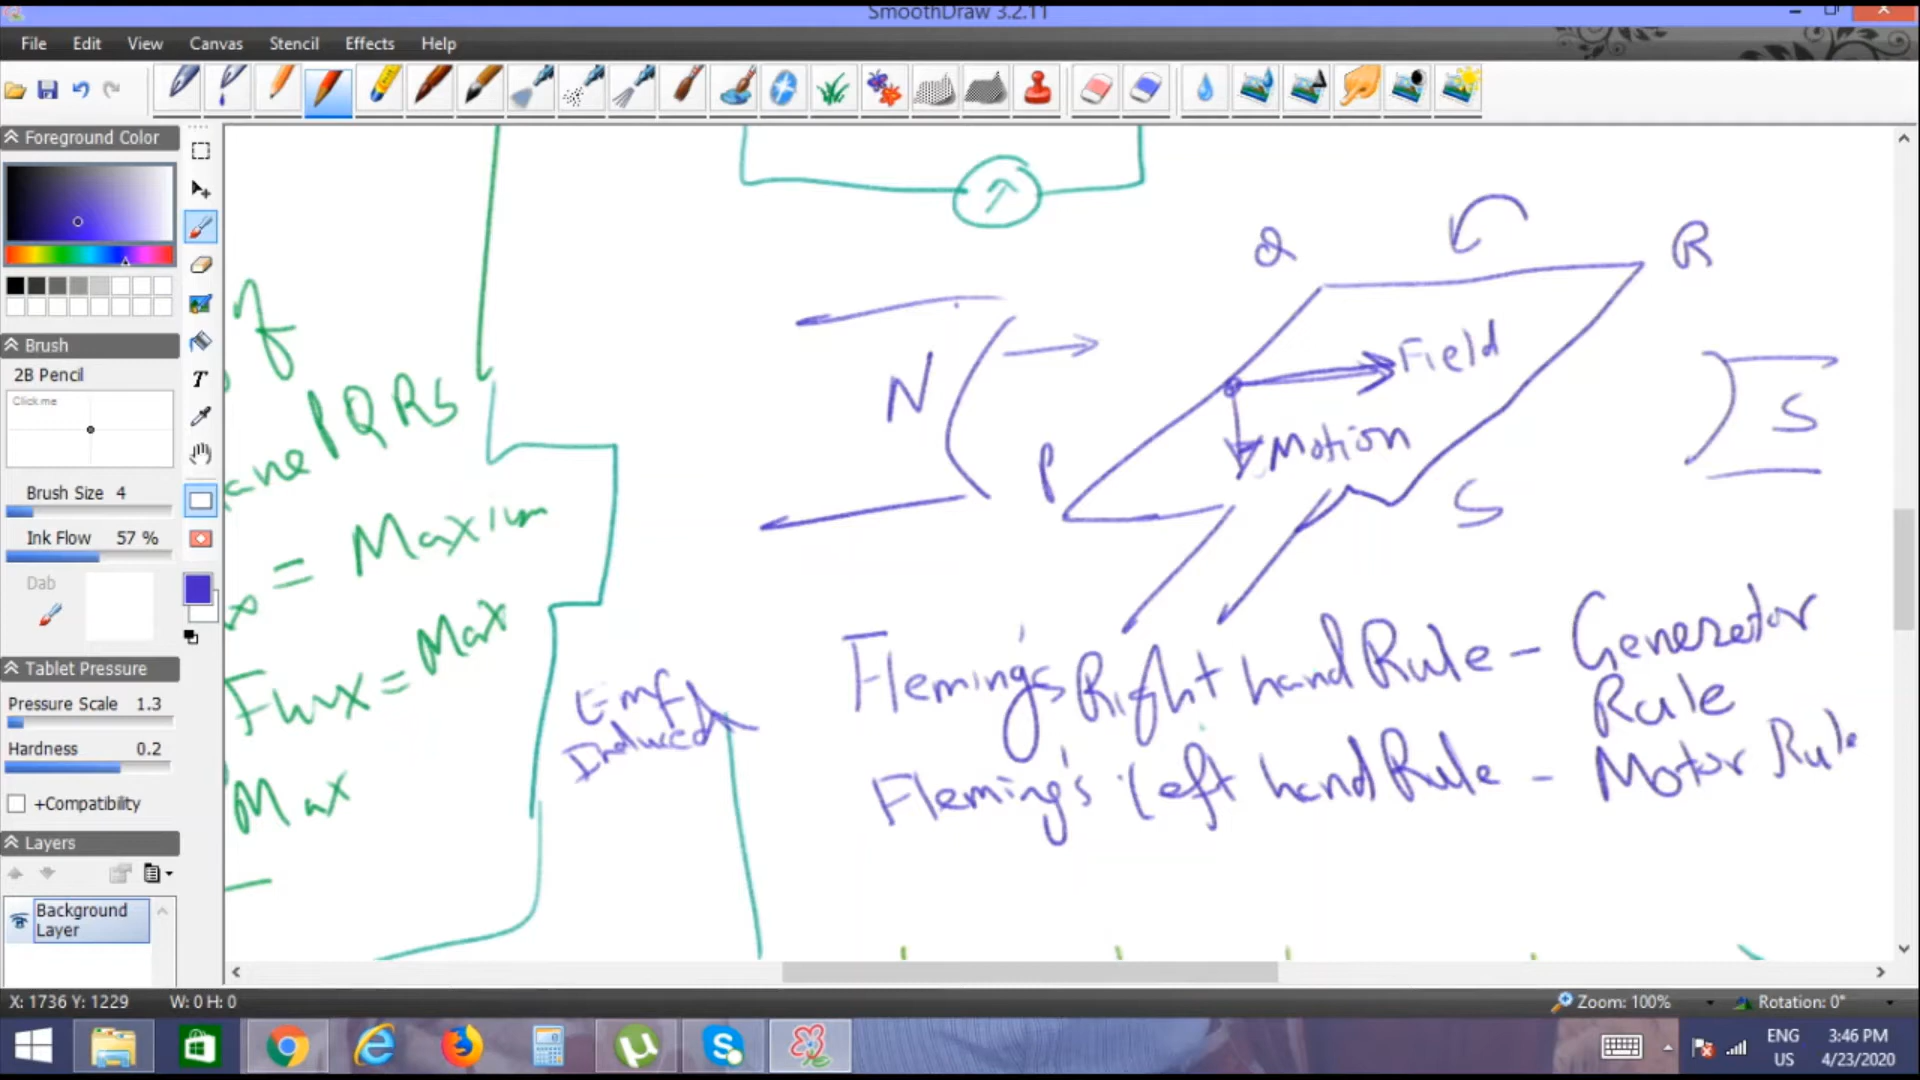 SmoothDraw 3.2.11
File Edit View Canvas Stencil Effects Help
Foreground Color
Brush
2B Pencil
Click me
Brush Size 4
Ink Flow 57 %
Dab
Tablet Pressure
Pressure Scale 1.3
Hardness 0.2
+Compatibility
Layers
Background
Layer
of
ane PQRS
= Maxium
Flux = Max
Max
Emf
Induced
Q
R
N
Field
Motion
P
S
S
Fleming's Right hand Rule - Generator
Rule
Fleming's Left hand Rule - Motor Rule
X: 1736 Y: 1229 W: 0 H: 0 Zoom: 100% Rotation: 0°
ENG
US
3:46 PM
4/23/2020